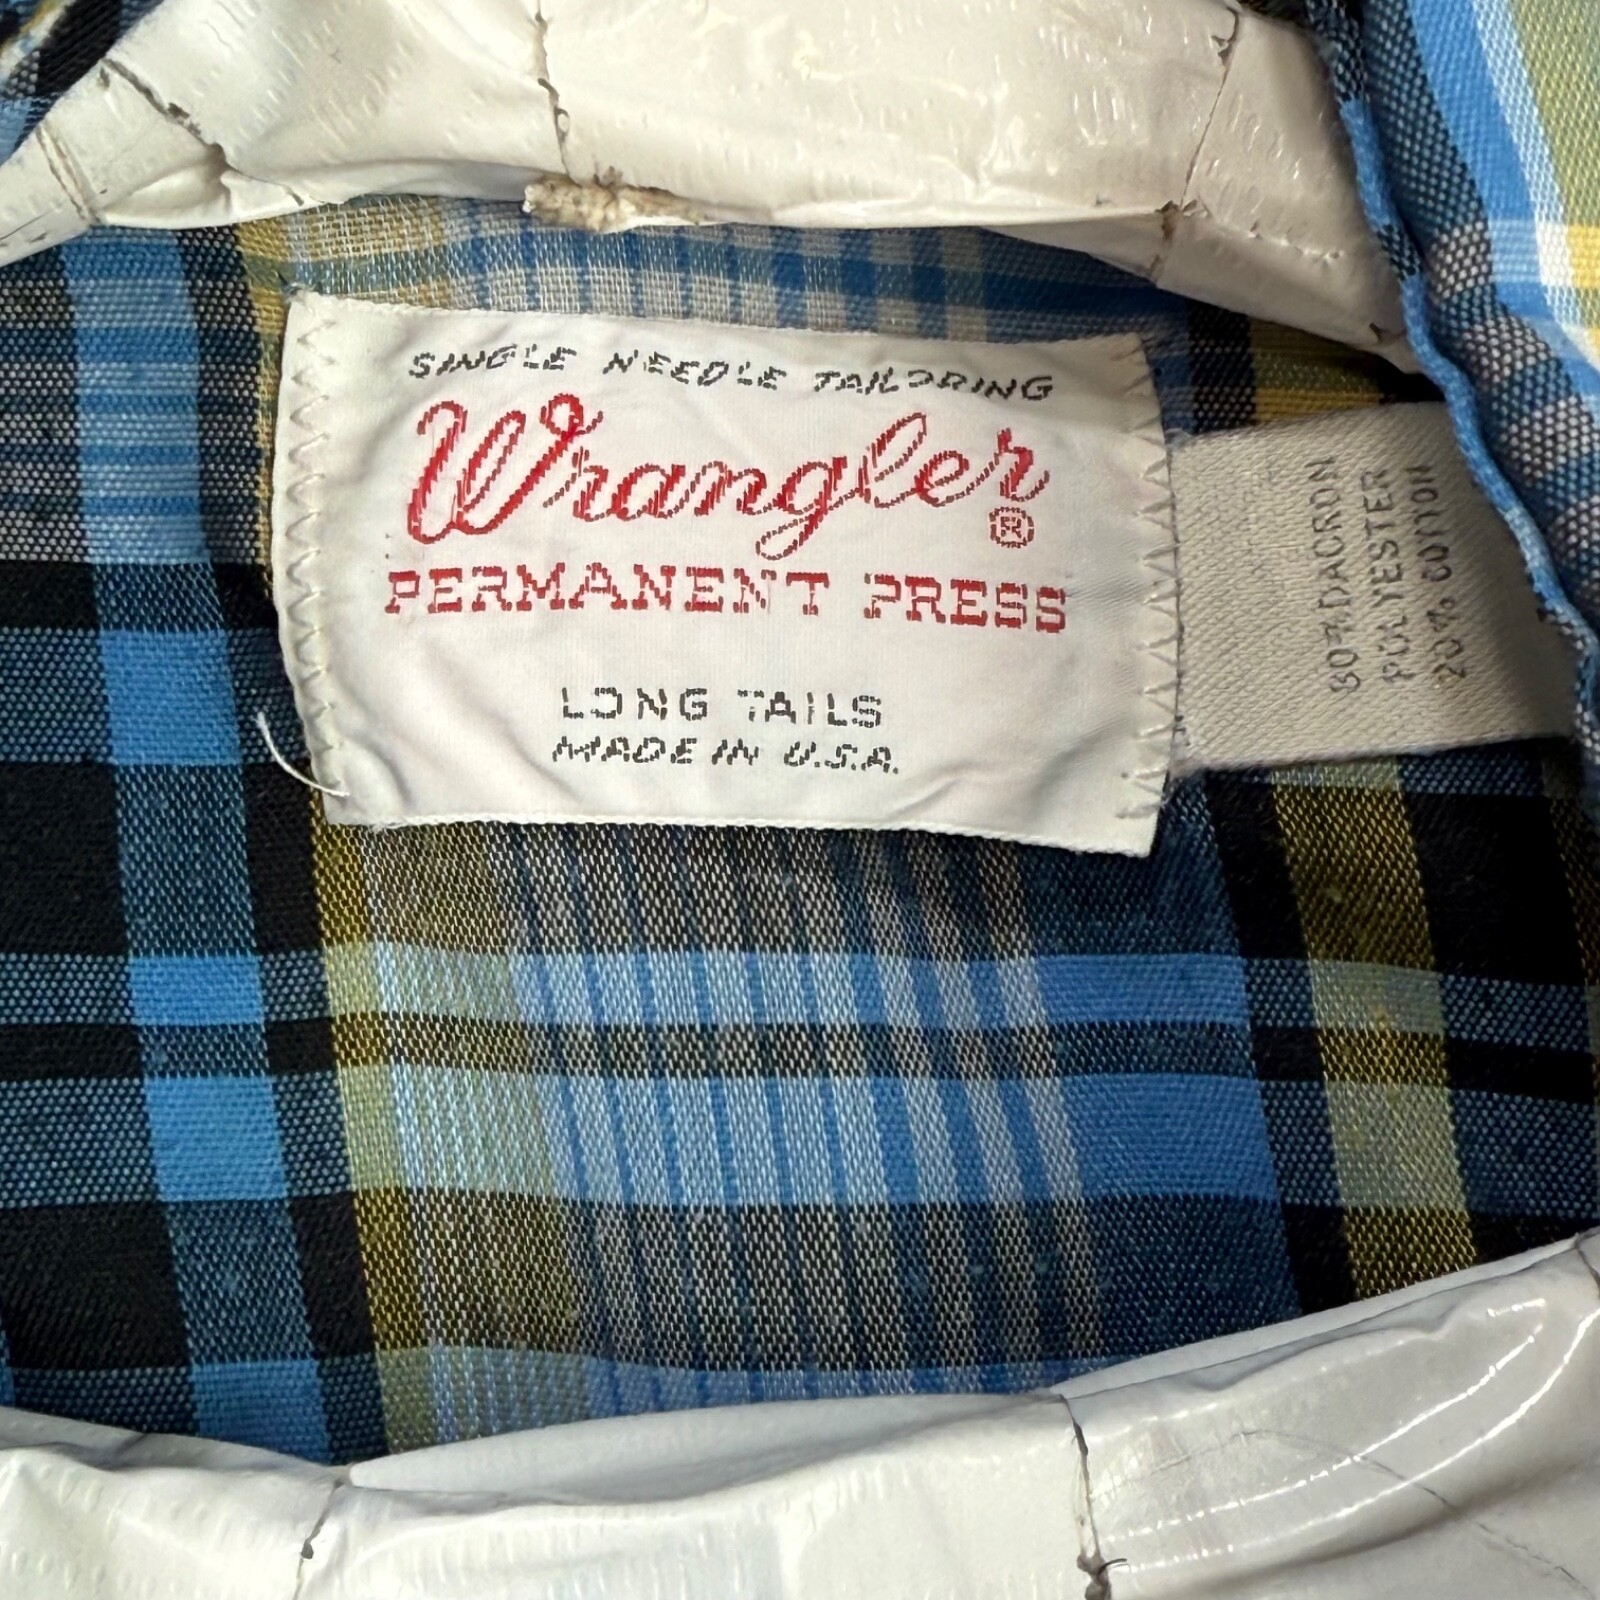 SINGLE NEEDLE TAILORING
Wrangler®
PERMANENT PRESS
LONG TAILS
MADE IN U.S.A.
80% DACRON
POLYESTER
20% COTTON